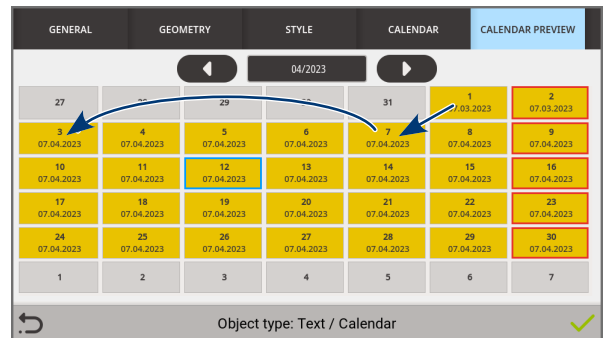 GENERAL GEOMETRY STYLE CALENDAR CALENDAR PREVIEW
04/2023
27 29 31 1 2
07.03.2023 07.03.2023
3 4 5 6 7 8 9
07.04.2023 07.04.2023 07.04.2023 07.04.2023 07.04.2023 07.04.2023 07.04.2023
10 11 12 13 14 15 16
07.04.2023 07.04.2023 07.04.2023 07.04.2023 07.04.2023 07.04.2023 07.04.2023
17 18 19 20 21 22 23
07.04.2023 07.04.2023 07.04.2023 07.04.2023 07.04.2023 07.04.2023 07.04.2023
24 25 26 27 28 29 30
07.04.2023 07.04.2023 07.04.2023 07.04.2023 07.04.2023 07.04.2023 07.04.2023
1 2 3 4 5 6 7
Object type: Text / Calendar